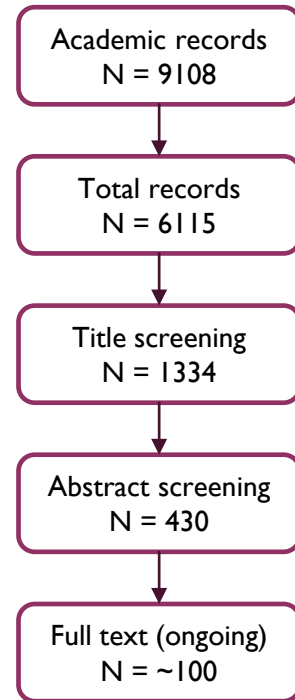 Academic records
N = 9108
Total records
N = 6115
Title screening
N = 1334
Abstract screening
N = 430
Full text (ongoing)
N = ~100